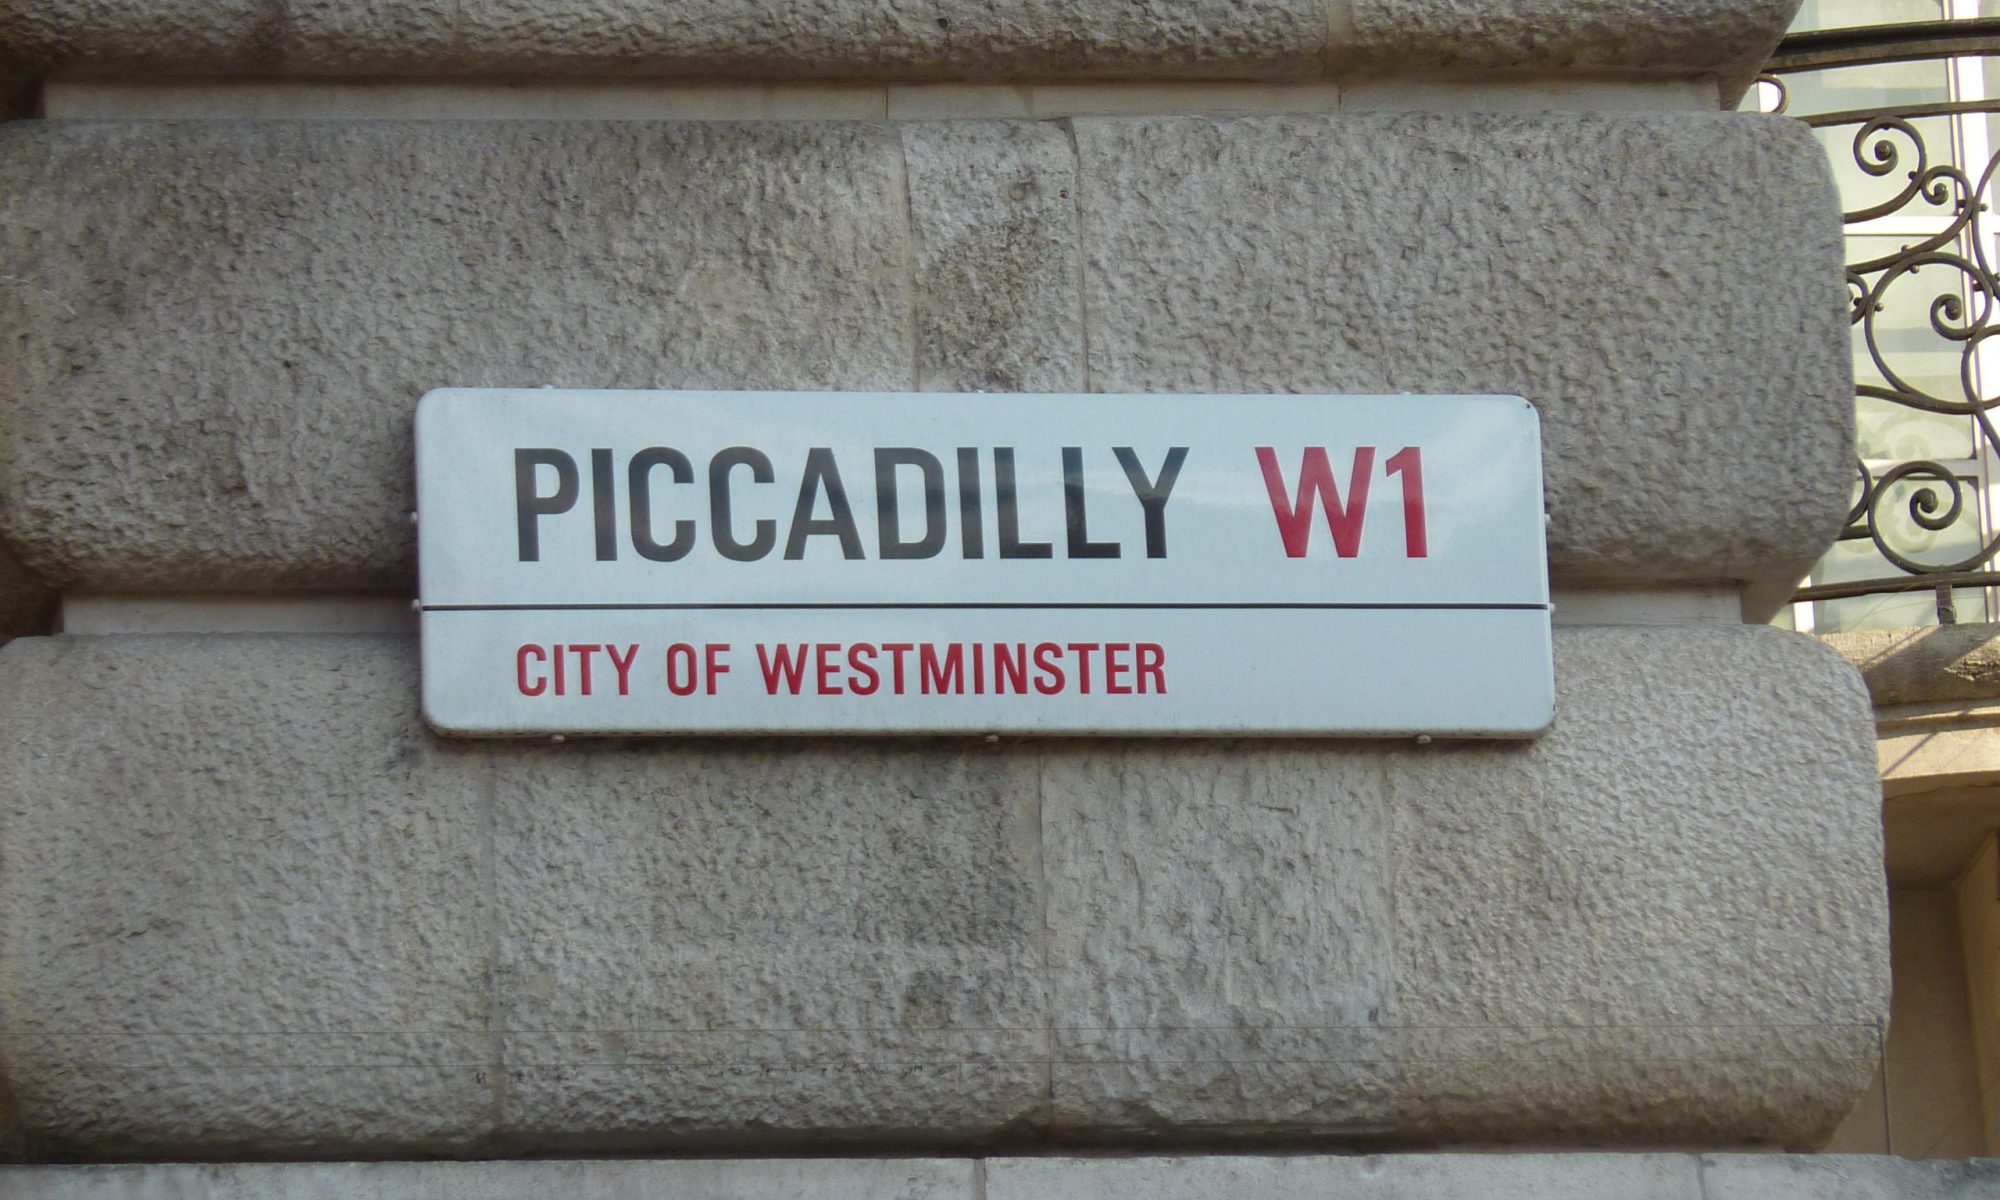 PICCADILLY W1
CITY OF WESTMINSTER